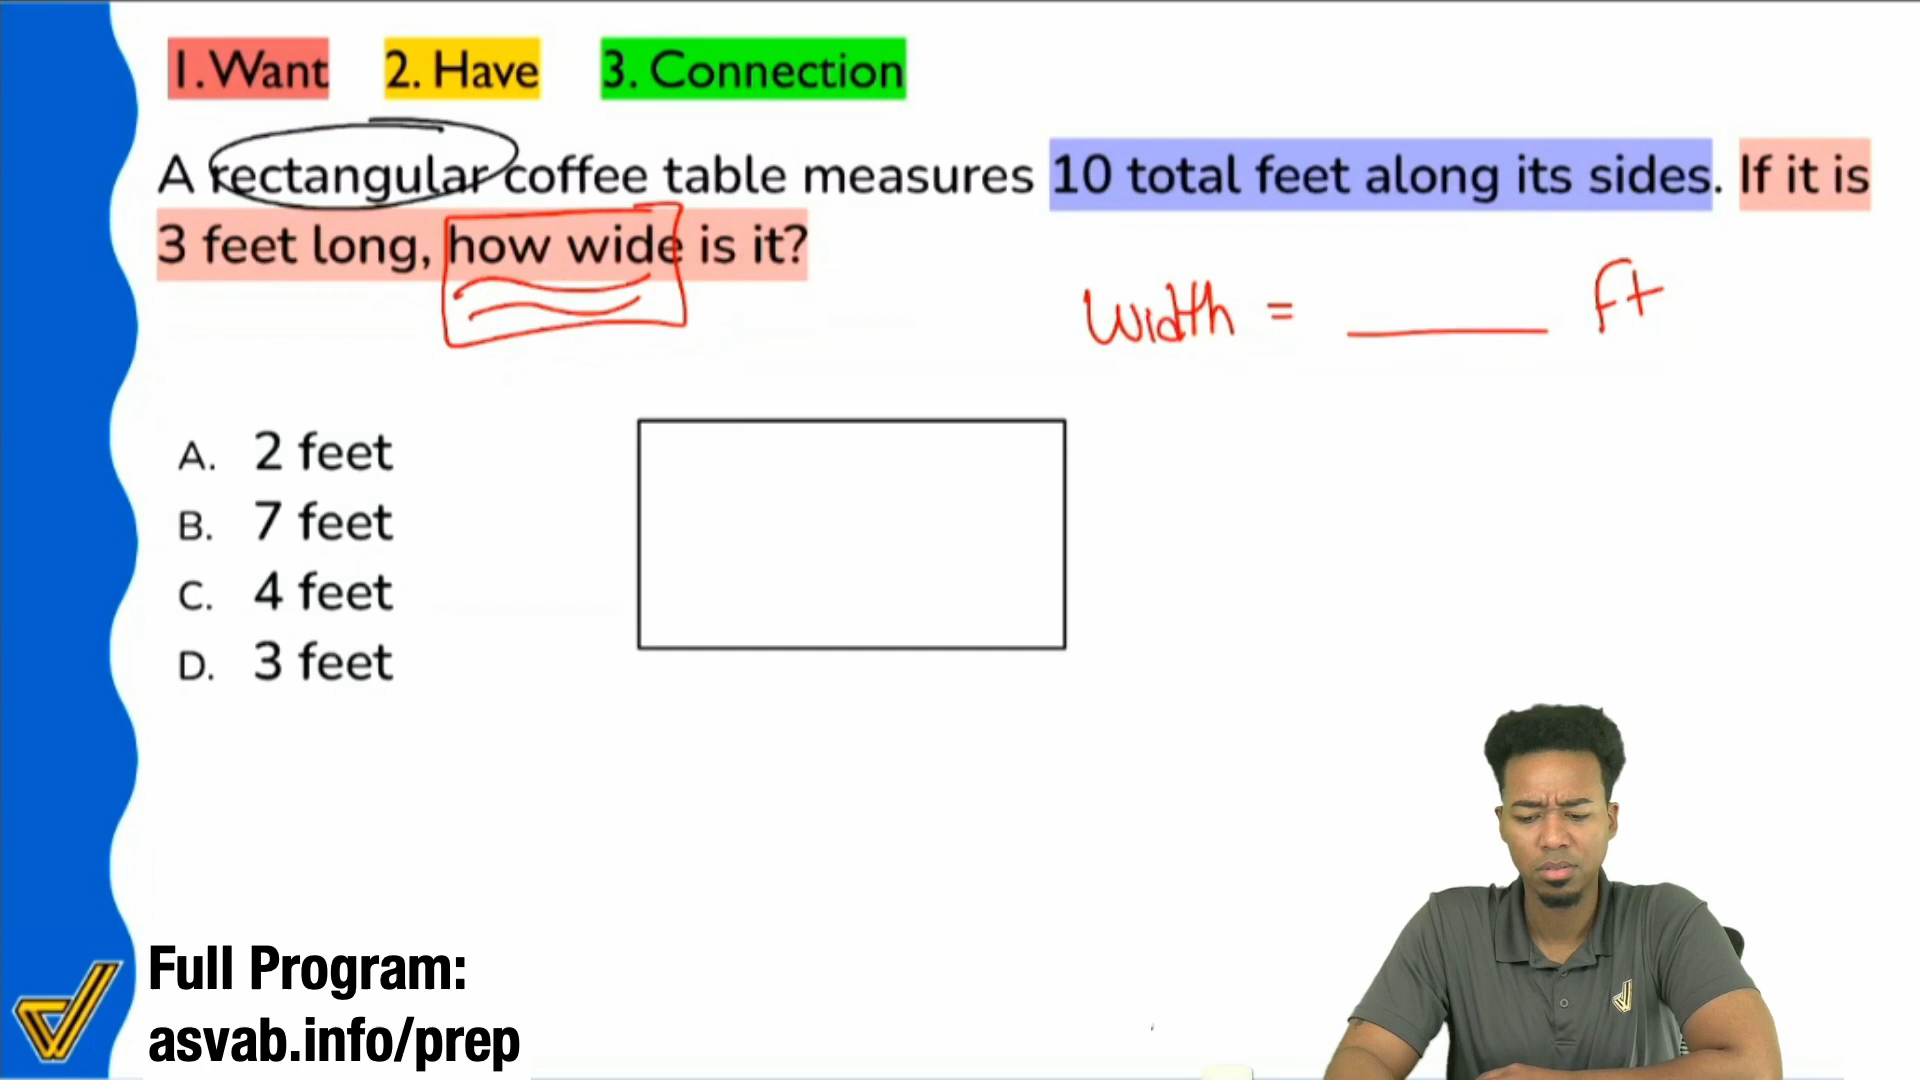 1. Want 2. Have 3. Connection
A rectangular coffee table measures 10 total feet along its sides. If it is
3 feet long, how wide is it?
width = ft
A. 2 feet
B. 7 feet
C. 4 feet
D. 3 feet
Full Program:
asvab.info/prep